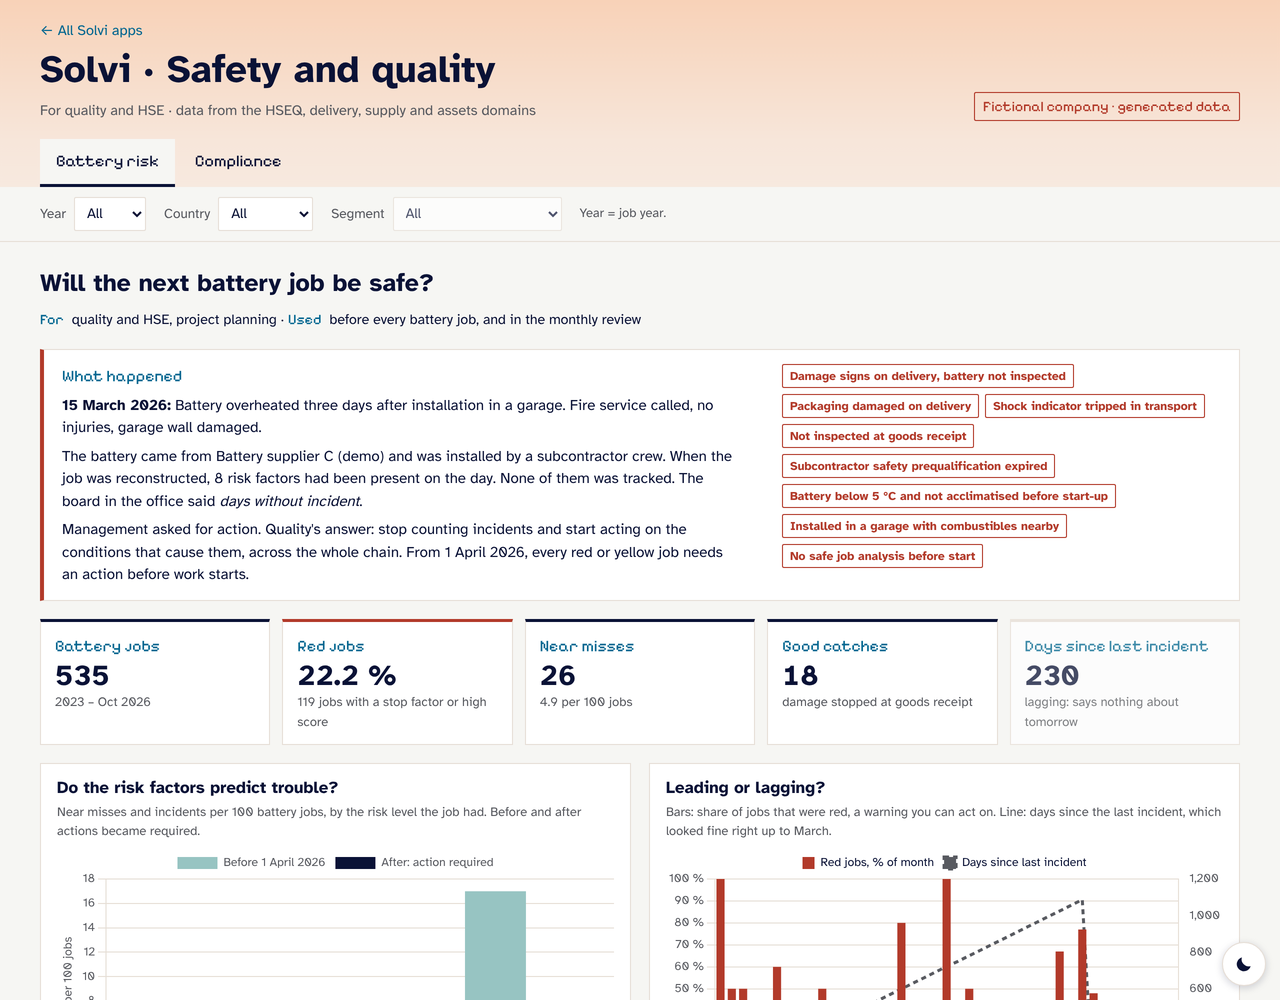 ← All Solvi apps
Solvi · Safety and quality
For quality and HSE · data from the HSEQ, delivery, supply and assets domains
Fictional company · generated data
Battery risk
Compliance
Year All Country All Segment All Year = job year.
Will the next battery job be safe?
For quality and HSE, project planning · Used before every battery job, and in the monthly review
What happened
15 March 2026: Battery overheated three days after installation in a garage. Fire service called, no
injuries, garage wall damaged.
The battery came from Battery supplier C (demo) and was installed by a subcontractor crew. When the
job was reconstructed, 8 risk factors had been present on the day. None of them was tracked. The
board in the office said days without incident.
Management asked for action. Quality's answer: stop counting incidents and start acting on the
conditions that cause them, across the whole chain. From 1 April 2026, every red or yellow job needs
an action before work starts.
Damage signs on delivery, battery not inspected
Packaging damaged on delivery
Shock indicator tripped in transport
Not inspected at goods receipt
Subcontractor safety prequalification expired
Battery below 5 °C and not acclimatised before start-up
Installed in a garage with combustibles nearby
No safe job analysis before start
Battery jobs
535
2023 – Oct 2026
Red jobs
22.2 %
119 jobs with a stop factor or high
score
Near misses
26
4.9 per 100 jobs
Good catches
18
damage stopped at goods receipt
Days since last incident
230
lagging: says nothing about
tomorrow
Do the risk factors predict trouble?
Near misses and incidents per 100 battery jobs, by the risk level the job had. Before and after
actions became required.
Before 1 April 2026
After: action required
18
16
14
12
10
per 100 jobs
Leading or lagging?
Bars: share of jobs that were red, a warning you can act on. Line: days since the last incident, which
looked fine right up to March.
Red jobs, % of month
Days since last incident
100 %
90 %
80 %
70 %
60 %
50 %
1,200
1,000
800
600